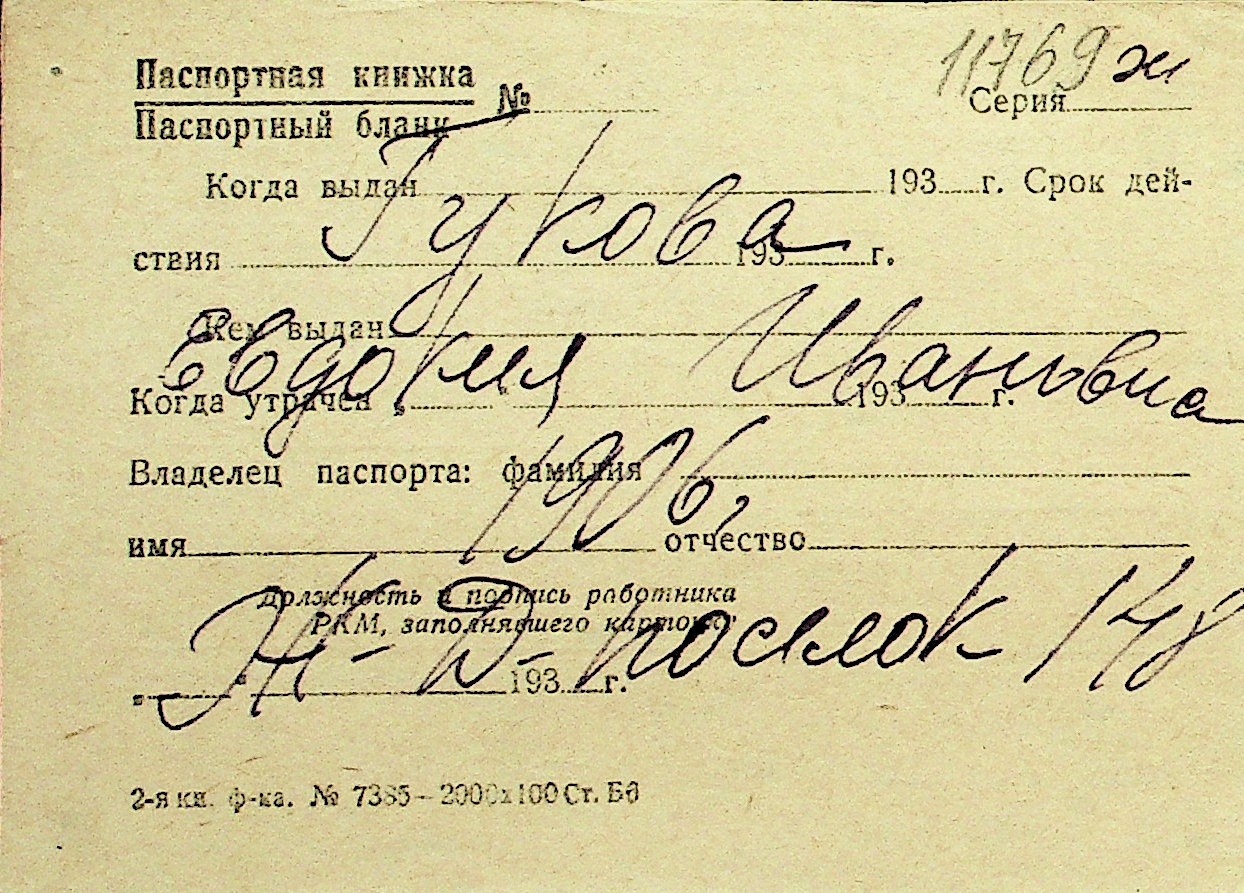 11769 ж
Паспортная книжка
№
Паспортный бланк
Серия
Когда выдан 193 г. Срок дей-
Гукова
ствия 193 г.
Кем выдан
Евдокия Ивановна
Когда утрачен „ " 193 г.
Владелец паспорта: фамилия
1906,
имя отчество
должность и подпись работника
РКМ, заполнявшего карточку
Ж-Д- поселок 148
„ " 193 г.
2-я кн. ф-ка. № 7385-2000х100 Ст. Бб